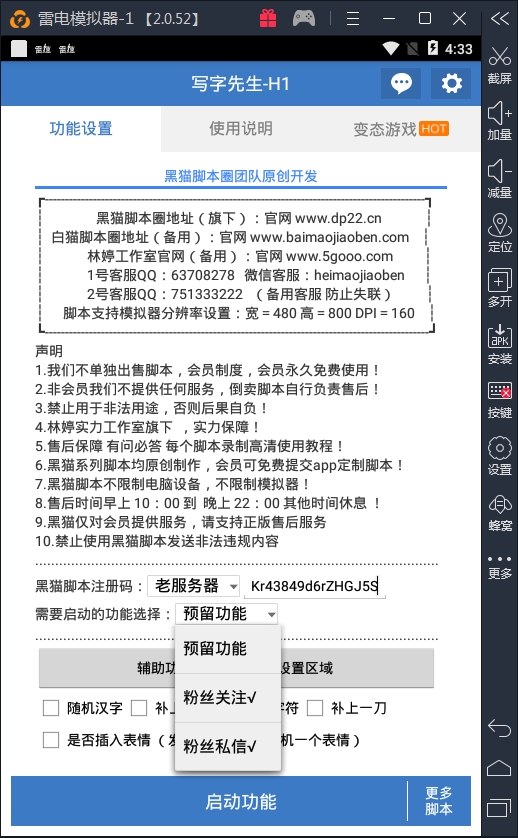 雷电模拟器-1 【2.0.52】
4:33
写字先生-H1
功能设置
使用说明
变态游戏 HOT
黑猫脚本圈团队原创开发
黑猫脚本圈地址（旗下）：官网 www.dp22.cn
白猫脚本圈地址（备用）：官网 www.baimaojiaoben.com
林婷工作室官网（备用）：官网 www.5gooo.com
1号客服QQ：63708278 微信客服：heimaojiaoben
2号客服QQ：751333222 （备用客服 防止失联）
脚本支持模拟器分辨率设置：宽 = 480 高 = 800 DPI = 160
声明
1.我们不单独出售脚本，会员制度，会员永久免费使用！
2.非会员我们不提供任何服务，倒卖脚本自行负责售后！
3.禁止用于非法用途，否则后果自负！
4.林婷实力工作室旗下 ，实力保障！
5.售后保障 有问必答 每个脚本录制高清使用教程！
6.黑猫系列脚本均原创制作，会员可免费提交app定制脚本！
7.黑猫脚本不限制电脑设备，不限制模拟器！
8.售后时间早上 10：00 到 晚上 22：00 其他时间休息 ！
9.黑猫仅对会员提供服务，请支持正版售后服务
10.禁止使用黑猫脚本发送非法违规内容
黑猫脚本注册码： 老服务器 Kr43849d6rZHGJ5S
需要启动的功能选择： 预留功能
预留功能
粉丝关注√
粉丝私信√
辅助功
设置区域
随机汉字
补上
字符
补上一刀
是否插入表情（发
机一个表情）
启动功能
更多
脚本
截屏
加量
减量
定位
多开
APK
安装
按键
设置
蜂窝
更多